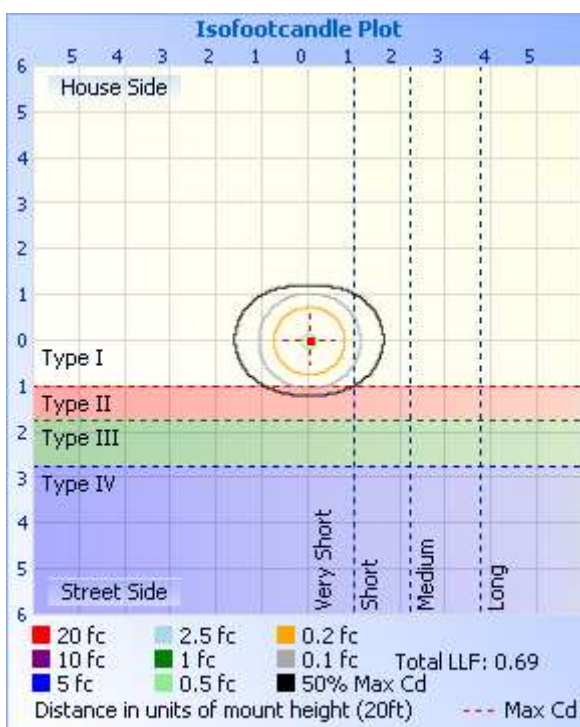 Isofootcandle Plot
5 4 3 2 1 0 1 2 3 4 5
6
House Side
5
4
3
2
1
0
Type I
1
Type II
2
Type III
3
Type IV
4
5
Street Side
6
Very Short
Short
Medium
Long
20 fc 2.5 fc 0.2 fc
10 fc 1 fc 0.1 fc Total LLF: 0.69
5 fc 0.5 fc 50% Max Cd
Distance in units of mount height (20ft) --- Max Cd